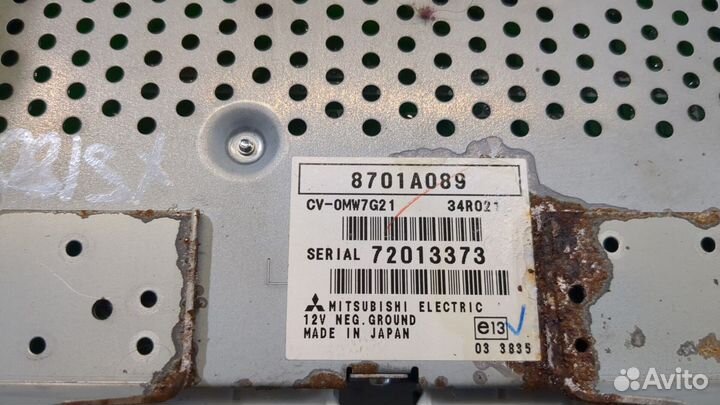 8701A089
CV-0MW7G21 34R021
SERIAL 72013373
MITSUBISHI ELECTRIC
12V NEG.GROUND
MADE IN JAPAN
e13
03 3835
Avito